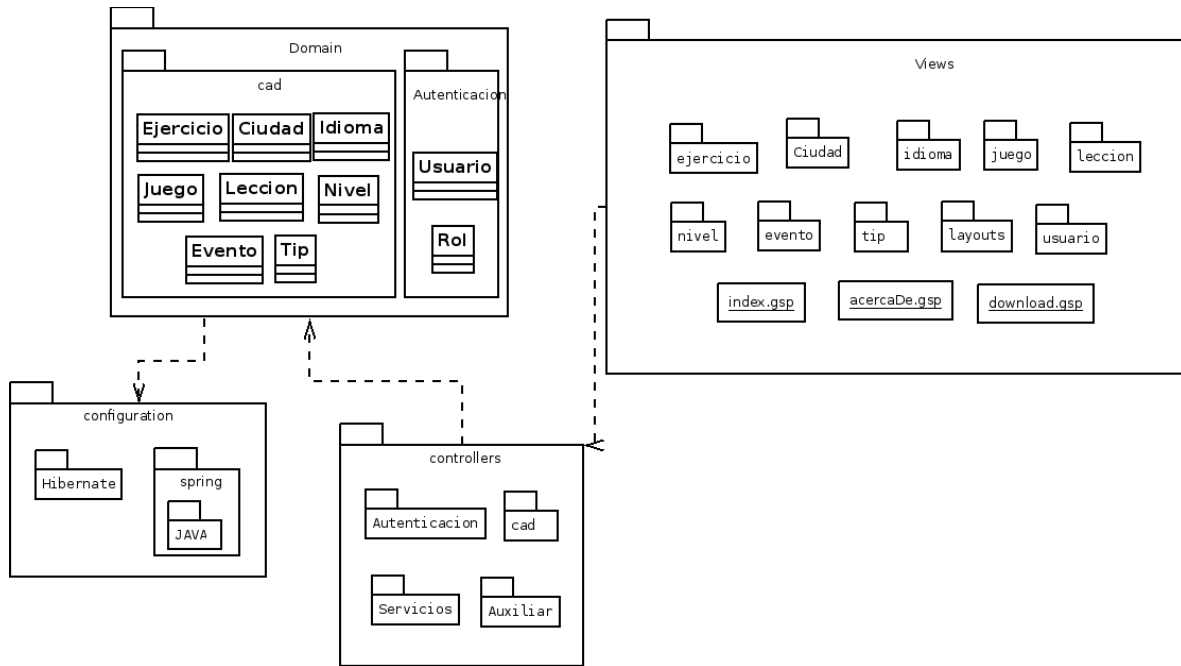 Domain
cad
Autenticacion
Ejercicio
Ciudad
Idioma
Juego
Leccion
Nivel
Evento
Tip
Usuario
Rol
Views
ejercicio
Ciudad
idioma
juego
leccion
nivel
evento
tip
layouts
usuario
index.gsp
acercaDe.gsp
download.gsp
configuration
Hibernate
spring
JAVA
controllers
Autenticacion
cad
Servicios
Auxiliar